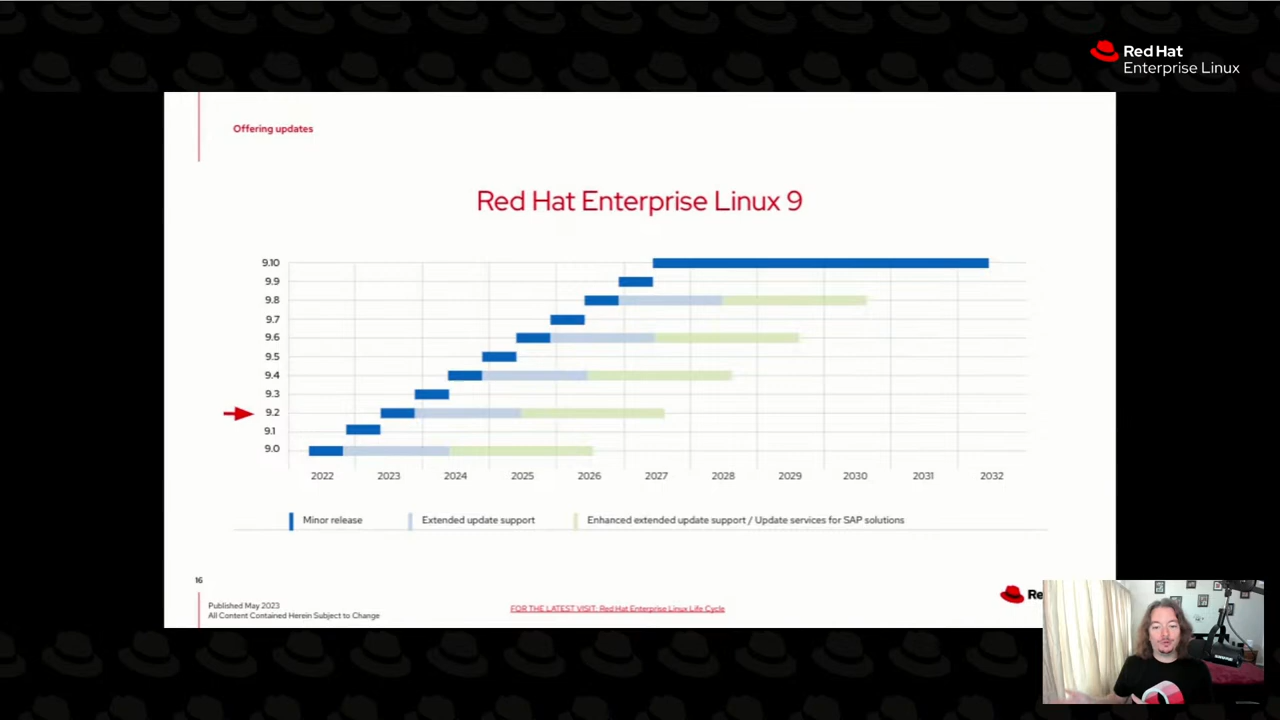 Red Hat
Enterprise Linux
Offering updates
Red Hat Enterprise Linux 9
9.10
9.9
9.8
9.7
9.6
9.5
9.4
9.3
9.2
9.1
9.0
2022 2023 2024 2025 2026 2027 2028 2029 2030 2031 2032
Minor release Extended update support Enhanced extended update support / Update services for SAP solutions
16
Published May 2023
All Content Contained Herein Subject to Change
FOR THE LATEST VISIT: Red Hat Enterprise Linux Life Cycle
Re
SHURE